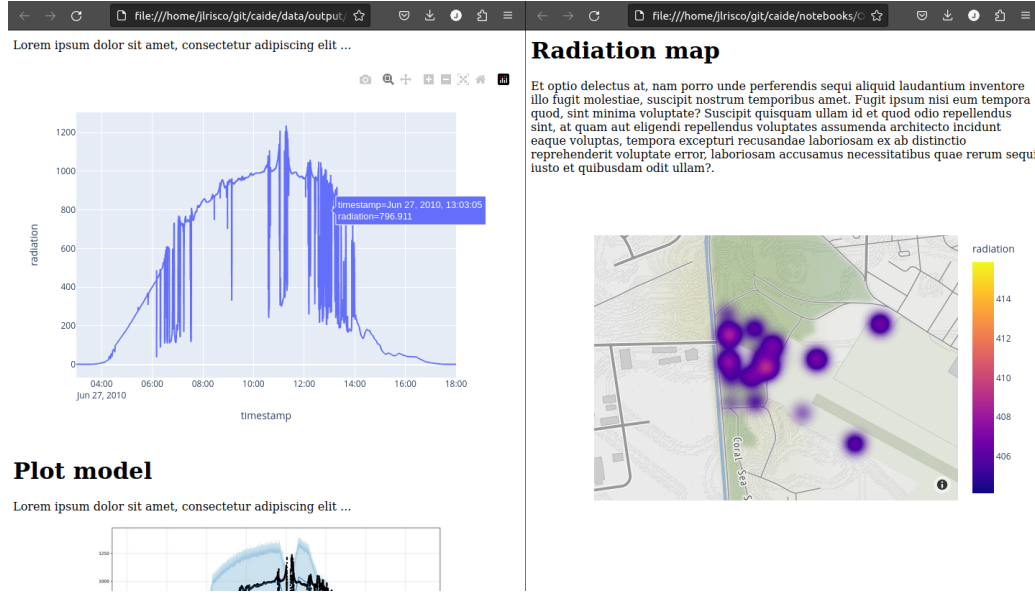 file:///home/jlrisco/git/caide/data/output/
Lorem ipsum dolor sit amet, consectetur adipiscing elit ...
1200
1000
800
600
400
200
0
radiation
timestamp=Jun 27, 2010, 13:03:05
radiation=796.911
04:00 06:00 08:00 10:00 12:00 14:00 16:00 18:00
Jun 27, 2010
timestamp
Plot model
Lorem ipsum dolor sit amet, consectetur adipiscing elit ...
1250
1000
file:///home/jlrisco/git/caide/notebooks/O
Radiation map
Et optio delectus at, nam porro unde perferendis sequi aliquid laudantium inventore
illo fugit molestiae, suscipit nostrum temporibus amet. Fugit ipsum nisi eum tempora
quod, sint minima voluptate? Suscipit quisquam ullam id et quod odio repellendus
sint, at quam aut eligendi repellendus voluptates assumenda architecto incidunt
eaque voluptas, tempora excepturi recusandae laboriosam ex ab distinctio
reprehenderit voluptate error, laboriosam accusamus necessitatibus quae rerum sequi
iusto et quibusdam odit ullam?.
radiation
414
412
410
408
406
Coral Sea S